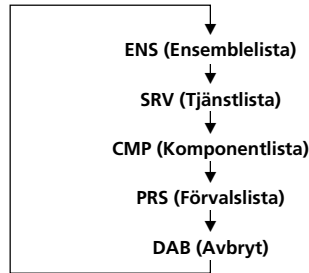 ENS (Ensemblelista)
SRV (Tjänstlista)
CMP (Komponentlista)
PRS (Förvalslista)
DAB (Avbryt)